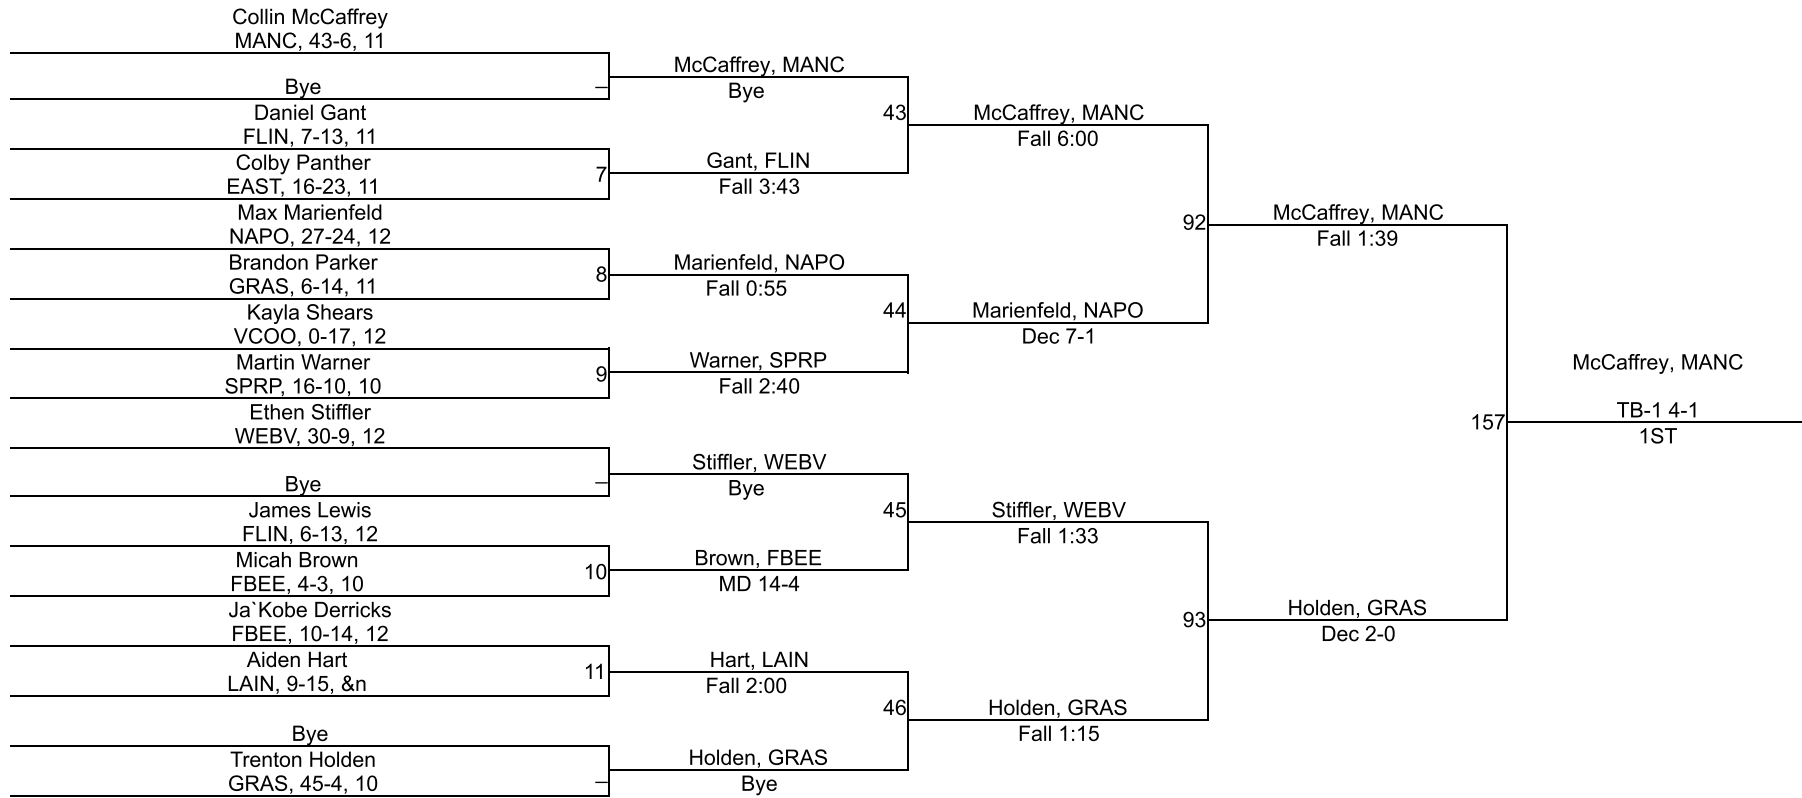 Collin McCaffrey
MANC, 43-6, 11
Bye
–
Daniel Gant
FLIN, 7-13, 11
Colby Panther
EAST, 16-23, 11
7
Max Marienfeld
NAPO, 27-24, 12
Brandon Parker
GRAS, 6-14, 11
8
Kayla Shears
VCOO, 0-17, 12
Martin Warner
SPRP, 16-10, 10
9
Ethen Stiffler
WEBV, 30-9, 12
Bye
–
James Lewis
FLIN, 6-13, 12
Micah Brown
FBEE, 4-3, 10
10
Ja`Kobe Derricks
FBEE, 10-14, 12
Aiden Hart
LAIN, 9-15, &n
11
Bye
Trenton Holden
GRAS, 45-4, 10
–
McCaffrey, MANC
Bye
43
Gant, FLIN
Fall 3:43
Marienfeld, NAPO
Fall 0:55
44
Warner, SPRP
Fall 2:40
Stiffler, WEBV
Bye
45
Brown, FBEE
MD 14-4
Hart, LAIN
Fall 2:00
46
Holden, GRAS
Bye
McCaffrey, MANC
Fall 6:00
92
Marienfeld, NAPO
Dec 7-1
Stiffler, WEBV
Fall 1:33
93
Holden, GRAS
Fall 1:15
McCaffrey, MANC
Fall 1:39
157
Holden, GRAS
Dec 2-0
McCaffrey, MANC
TB-1 4-1
1ST